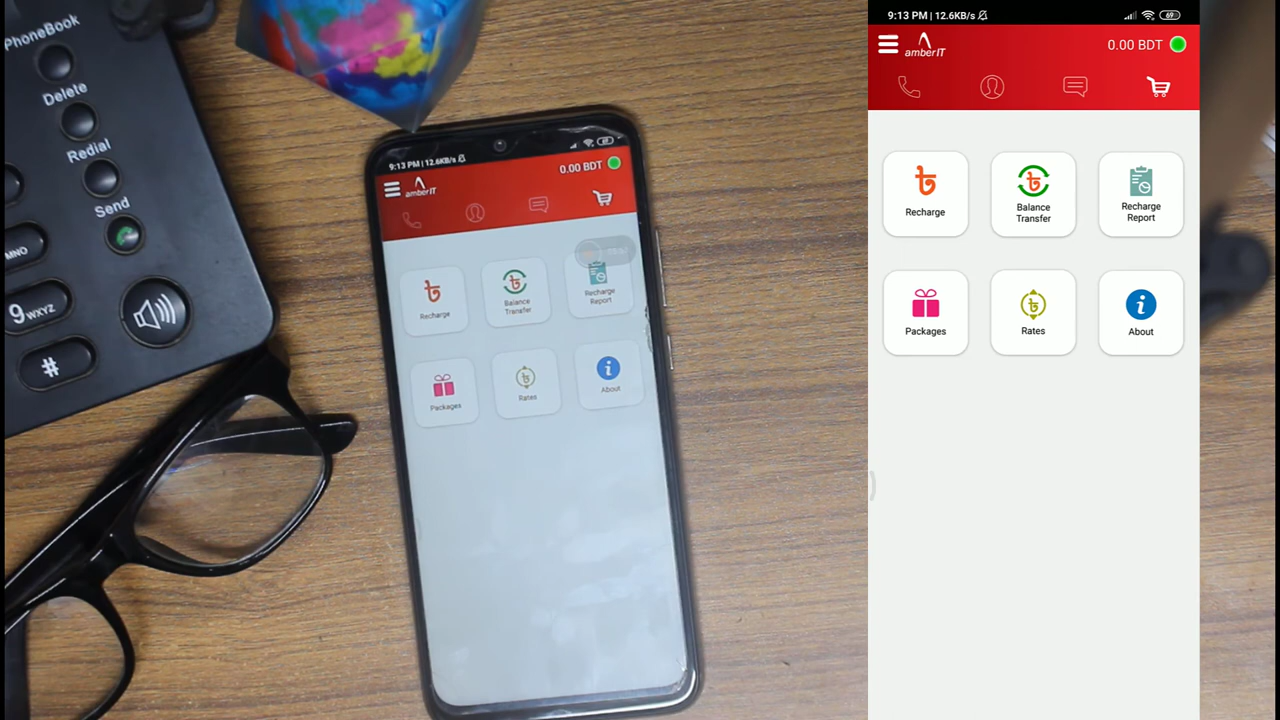 PhoneBook
Delete
Redial
Send
MNO
9 WXYZ
#
9:13 PM | 12.6KB/s
0.00 BDT
amberIT
Recharge
Balance
Transfer
Recharge
Report
Packages
Rates
About
9:13 PM | 12.6KB/s
69
amberIT
0.00 BDT
Recharge
Balance
Transfer
Recharge
Report
Packages
Rates
About